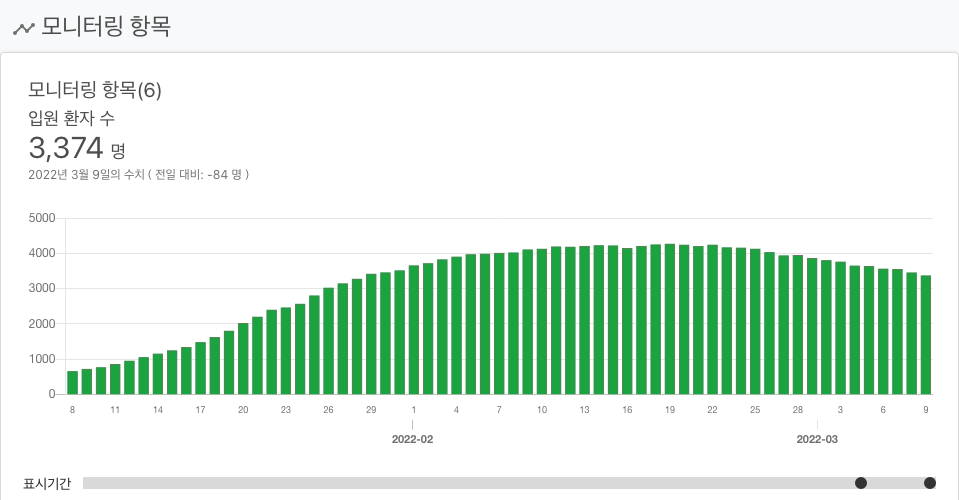 모니터링 항목
모니터링 항목(6)
입원 환자 수
3,374 명
2022년 3월 9일의 수치 ( 전일 대비: -84 명 )
5000
4000
3000
2000
1000
0
8 11 14 17 20 23 26 29 1 4 7 10 13 16 19 22 25 28 3 6 9
2022-02 2022-03
표시기간